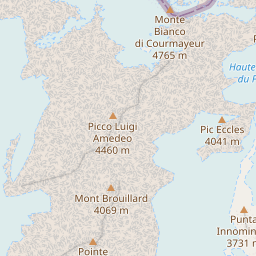 Monte
Bianco
di Courmayeur
4765 m
Haute
du P
Picco Luigi
Amedeo
4460 m
Pic Eccles
4041 m
Mont Brouillard
4069 m
Punta
Innomin
3731 m
Pointe